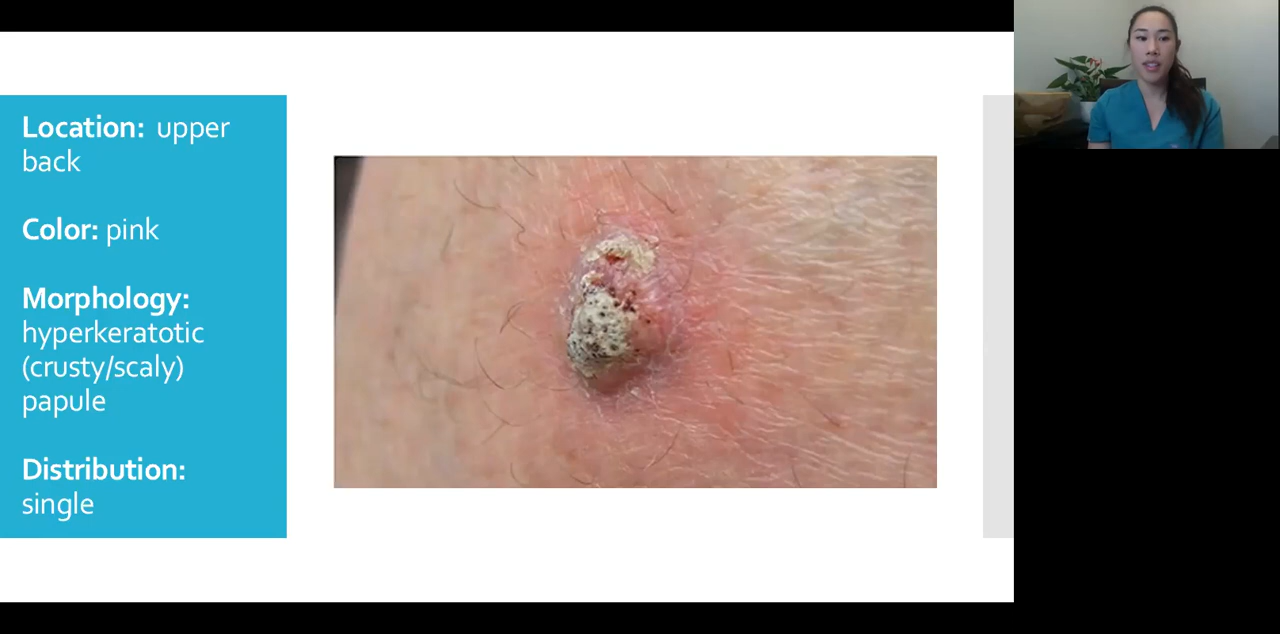 Location: upper
back
Color: pink
Morphology:
hyperkeratotic
(crusty/scaly)
papule
Distribution:
single